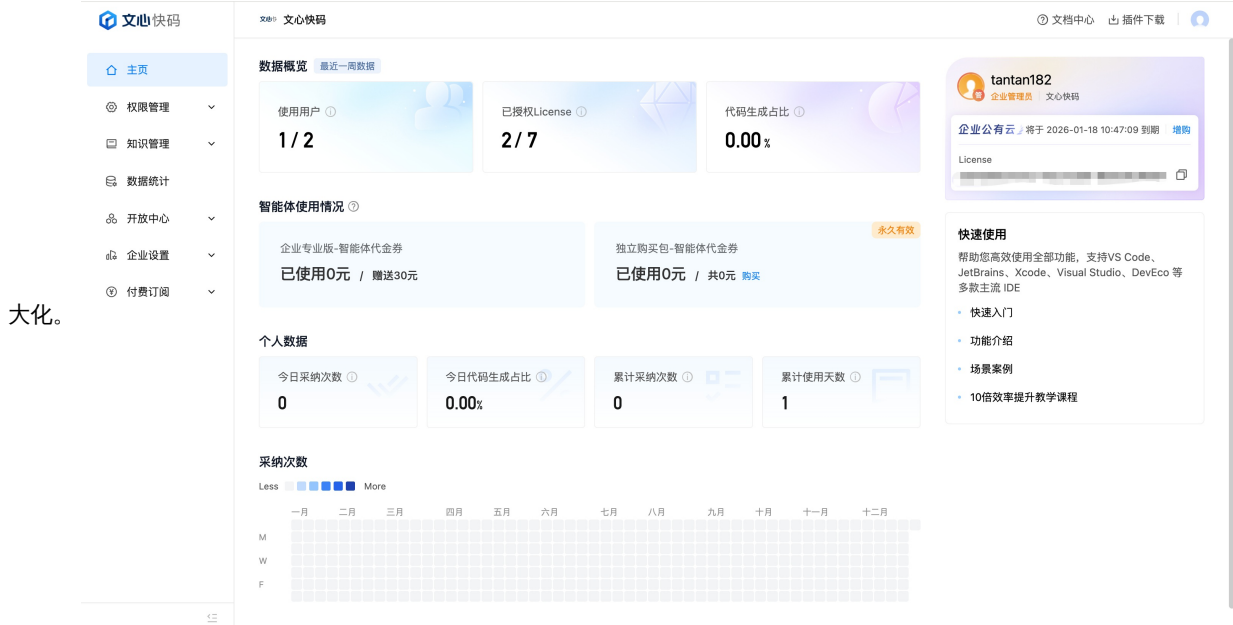 文心快码
文心快码 文心快码
文档中心 插件下载
主页
权限管理
知识管理
数据统计
开放中心
企业设置
付费订阅
大化。
数据概览 最近一周数据
使用用户
1 / 2
已授权License
2 / 7
代码生成占比
0.00%
智能体使用情况
企业专业版-智能体代金券
已使用0元 / 赠送30元
永久有效
独立购买包-智能体代金券
已使用0元 / 共0元 购买
个人数据
今日采纳次数
0
今日代码生成占比
0.00%
累计采纳次数
0
累计使用天数
1
采纳次数
Less More
一月 二月 三月 四月 五月 六月 七月 八月 九月 十月 十一月 十二月
M
W
F
tantan182
企业管理员 文心快码
企业公有云 将于 2026-01-18 10:47:09 到期 增购
License
快速使用
帮助您高效使用全部功能，支持VS Code、
JetBrains、Xcode、Visual Studio、DevEco 等
多款主流 IDE
快速入门
功能介绍
场景案例
10倍效率提升教学课程